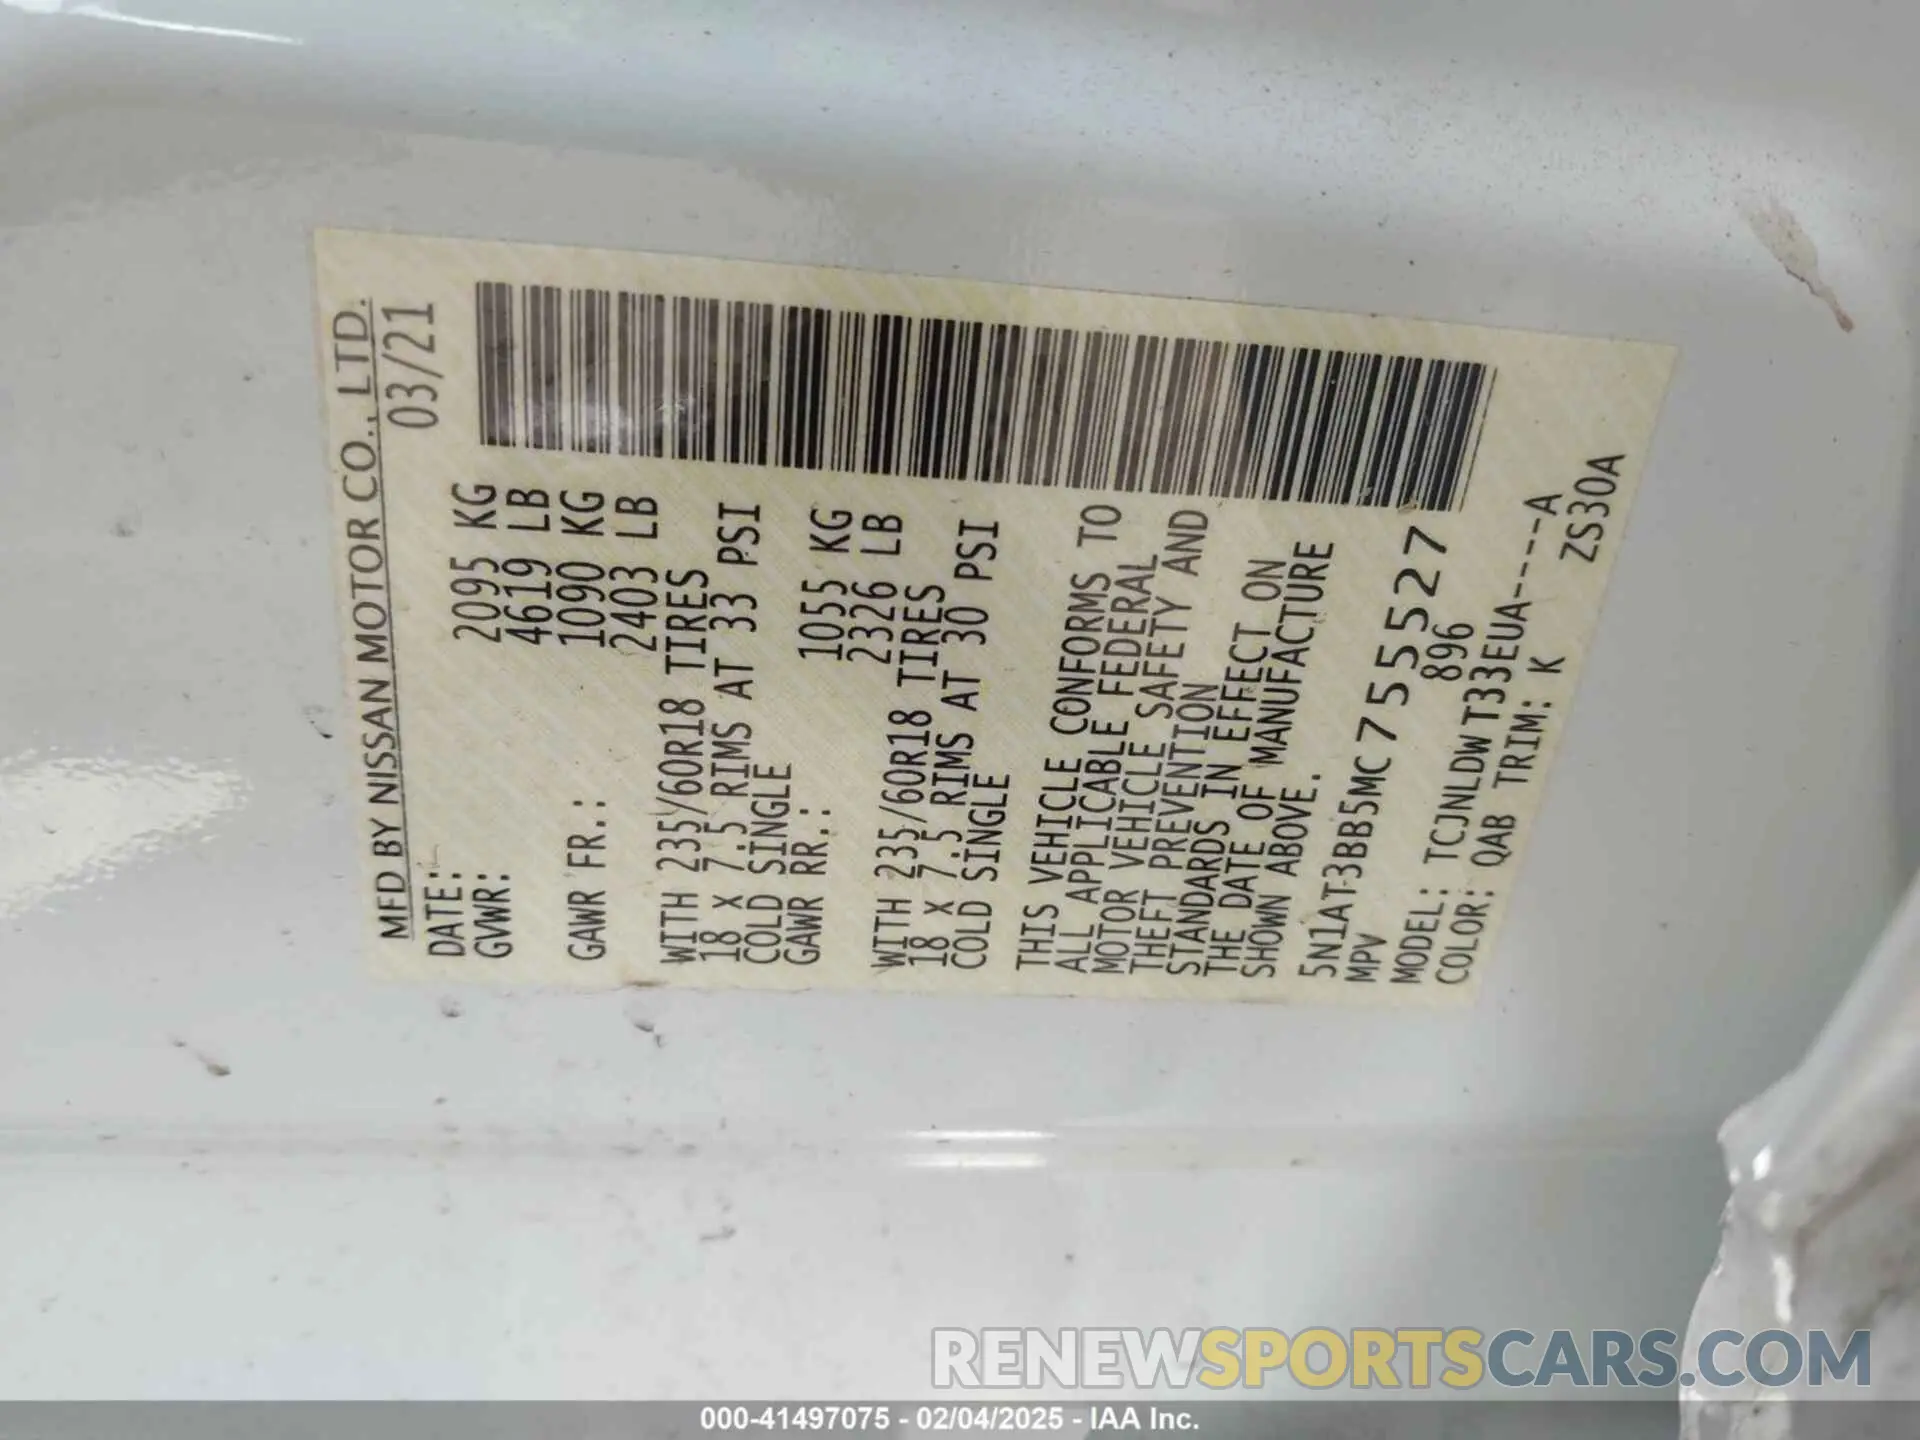 MFD BY NISSAN MOTOR CO., LTD.
DATE: 03/21
GVWR: 2095 KG
4619 LB
GAWR FR.: 1090 KG
2403 LB
WITH 235/60R18 TIRES
18 X 7.5 RIMS AT 33 PSI
COLD SINGLE
GAWR RR.: 1055 KG
2326 LB
WITH 235/60R18 TIRES
18 X 7.5 RIMS AT 30 PSI
COLD SINGLE
THIS VEHICLE CONFORMS TO
ALL APPLICABLE FEDERAL
MOTOR VEHICLE SAFETY AND
THEFT PREVENTION
STANDARDS IN EFFECT ON
THE DATE OF MANUFACTURE
SHOWN ABOVE.
5N1AT3BB5MC755527
MPV 896
MODEL: TCJNLDWT33EUA----A
COLOR: QAB TRIM: K
ZS30A
RENEWSPORTSCARS.COM
000-41497075 - 02/04/2025 - IAA Inc.